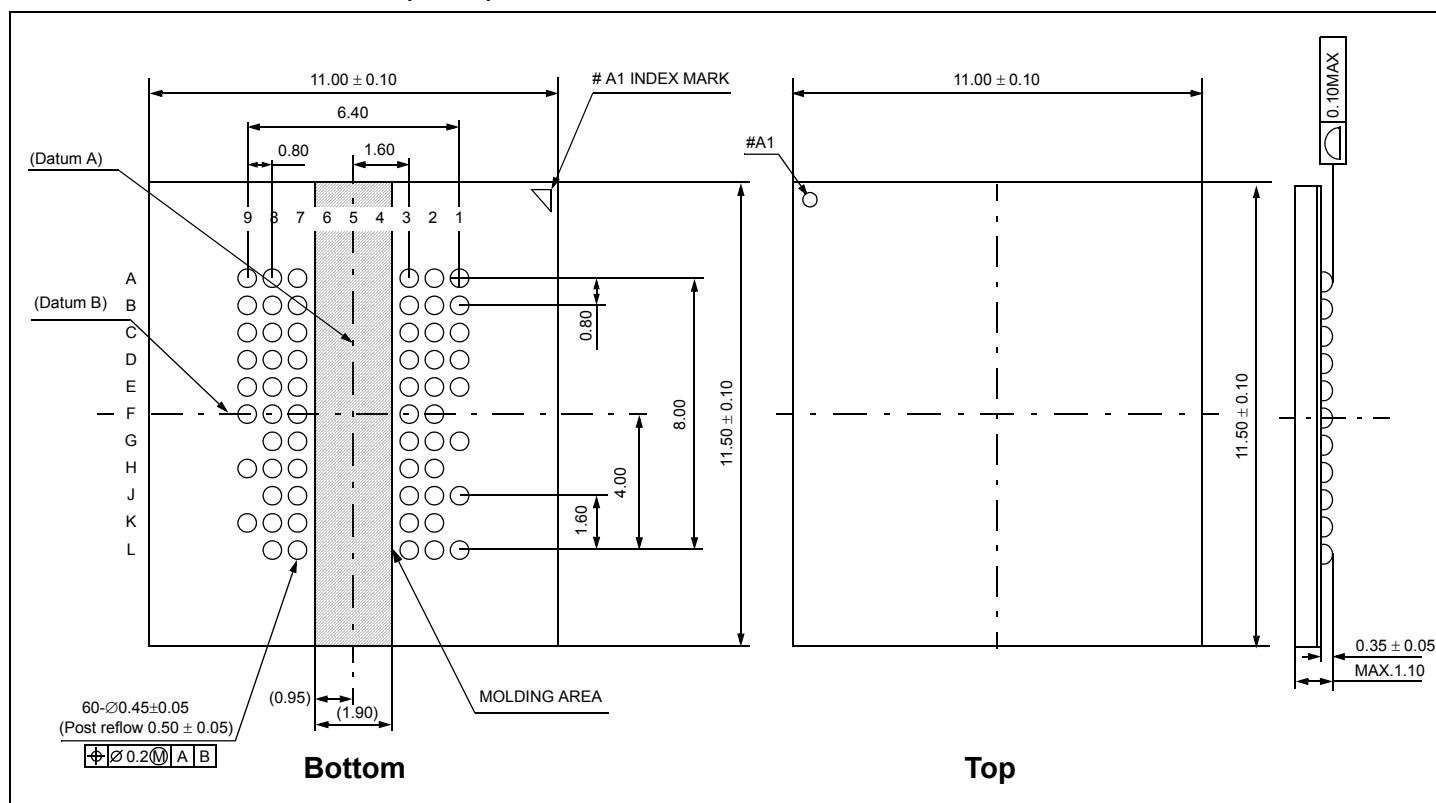 11.00 ± 0.10
# A1 INDEX MARK
6.40
(Datum A)
0.80
1.60
9 8 7 6 5 4 3 2 1
A
(Datum B)
B
C
D
E
F
G
H
J
K
L
0.80
8.00
11.50 ± 0.10
4.00
1.60
(0.95)
(1.90)
MOLDING AREA
60-∅0.45±0.05
(Post reflow 0.50 ± 0.05)
⌖ ∅ 0.2Ⓜ A B
Bottom
11.00 ± 0.10
#A1
11.50 ± 0.10
Top
0.10MAX
0.35 ± 0.05
MAX.1.10